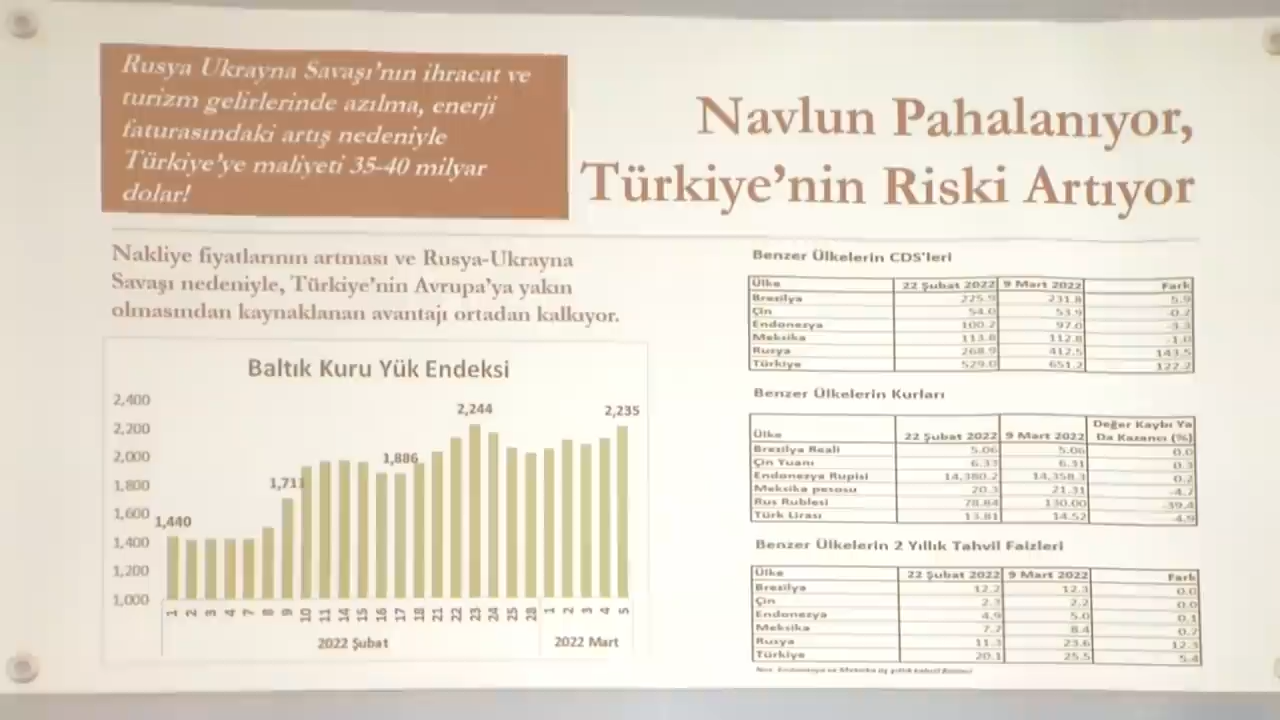 Rusya Ukrayna Savaşı'nın ihracat ve
turizm gelirlerinde azılma, enerji
faturasındaki artış nedeniyle
Türkiye'ye maliyeti 35-40 milyar
dolar!
Navlun Pahalanıyor,
Türkiye'nin Riski Artıyor
Nakliye fiyatlarının artması ve Rusya-Ukrayna
Savaşı nedeniyle, Türkiye'nin Avrupa'ya yakın
olmasından kaynaklanan avantajı ortadan kalkıyor.
Baltık Kuru Yük Endeksi
2,400
2,200
2,000
1,800
1,600
1,400
1,200
1,000
1,440
1,713
1,886
2,244
2,235
1 2 3 4 7 8 9 10 11 14 15 16 17 18 21 22 23 24 25 28 1 2 3 4 5
2022 Şubat 2022 Mart
Benzer Ülkelerin CDS'leri
Ülke 22 Şubat 2022 9 Mart 2022 Fark
Brezilya 225.9 231.8 5.9
Çin 54.0 53.9 -0.2
Endonezya 100.2 97.0 -3.3
Meksika 113.8 112.8 -1.0
Rusya 268.9 412.5 143.5
Türkiye 529.0 651.2 122.2
Benzer Ülkelerin Kurları
Ülke 22 Şubat 2022 9 Mart 2022 Değer Kaybı Ya
Da Kazancı (%)
Brezilya Reali 5.06 5.06 0.0
Çin Yuanı 6.33 6.31 0.3
Endonezya Rupisi 14,380.2 14,358.3 0.2
Meksika pesosu 20.3 21.31 -4.7
Rus Rublesi 78.84 130.00 -39.4
Türk Lirası 13.81 14.52 -4.9
Benzer Ülkelerin 2 Yıllık Tahvil Faizleri
Ülke 22 Şubat 2022 9 Mart 2022 Fark
Brezilya 12.2 12.3 0.0
Çin 2.3 2.2 0.0
Endonezya 4.9 5.0 0.1
Meksika 7.7 8.4 0.7
Rusya 11.3 23.6 12.3
Türkiye 20.1 25.5 5.4
Not: Endonezya ve Meksika üç yıllık tahvil faizleri